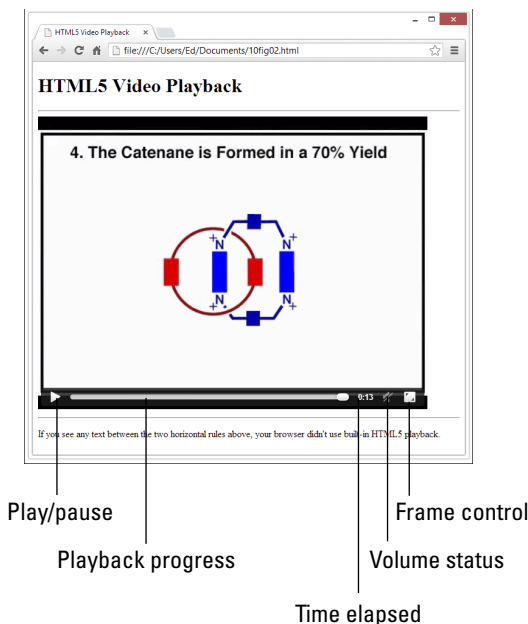 HTML5 Video Playback
file:///C:/Users/Ed/Documents/10fig02.html
HTML5 Video Playback
4. The Catenane is Formed in a 70% Yield
+N N+
+N N+
0:13
If you see any text between the two horizontal rules above, your browser didn't use built-in HTML5 playback.
Play/pause
Frame control
Playback progress
Volume status
Time elapsed